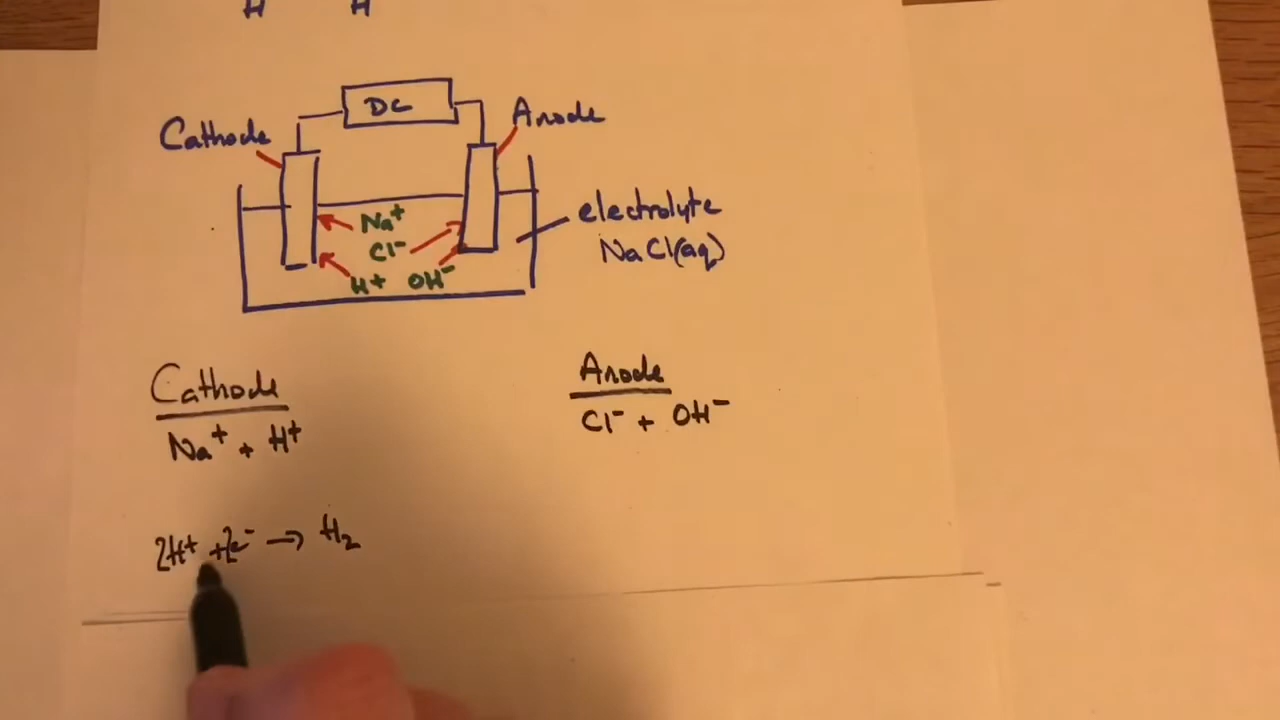 H H
DC
Cathode
Anode
Na⁺
Cl⁻
H⁺ OH⁻
electrolyte
NaCl(aq)
Cathode
Na⁺ + H⁺
Anode
Cl⁻ + OH⁻
2H⁺ + 2e⁻ → H₂